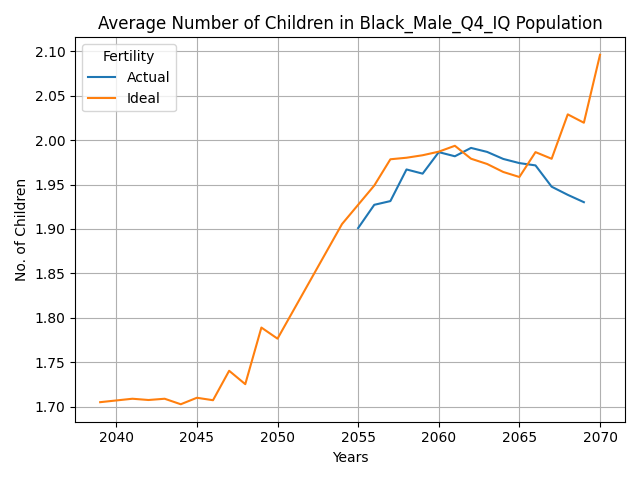 Average Number of Children in Black_Male_Q4_IQ Population
Fertility
Actual
Ideal
No. of Children
2.10
2.05
2.00
1.95
1.90
1.85
1.80
1.75
1.70
2040 2045 2050 2055 2060 2065 2070
Years